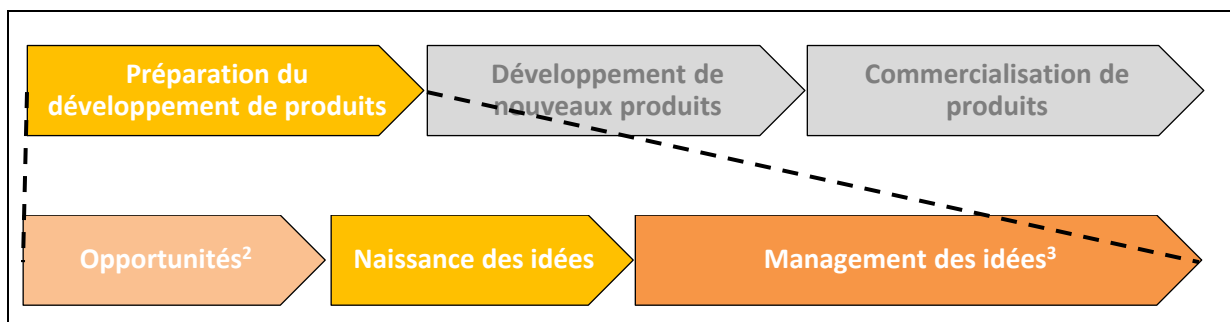 Préparation du
développement de produits
Développement de
nouveaux produits
Commercialisation de
produits
Opportunités²
Naissance des idées
Management des idées³